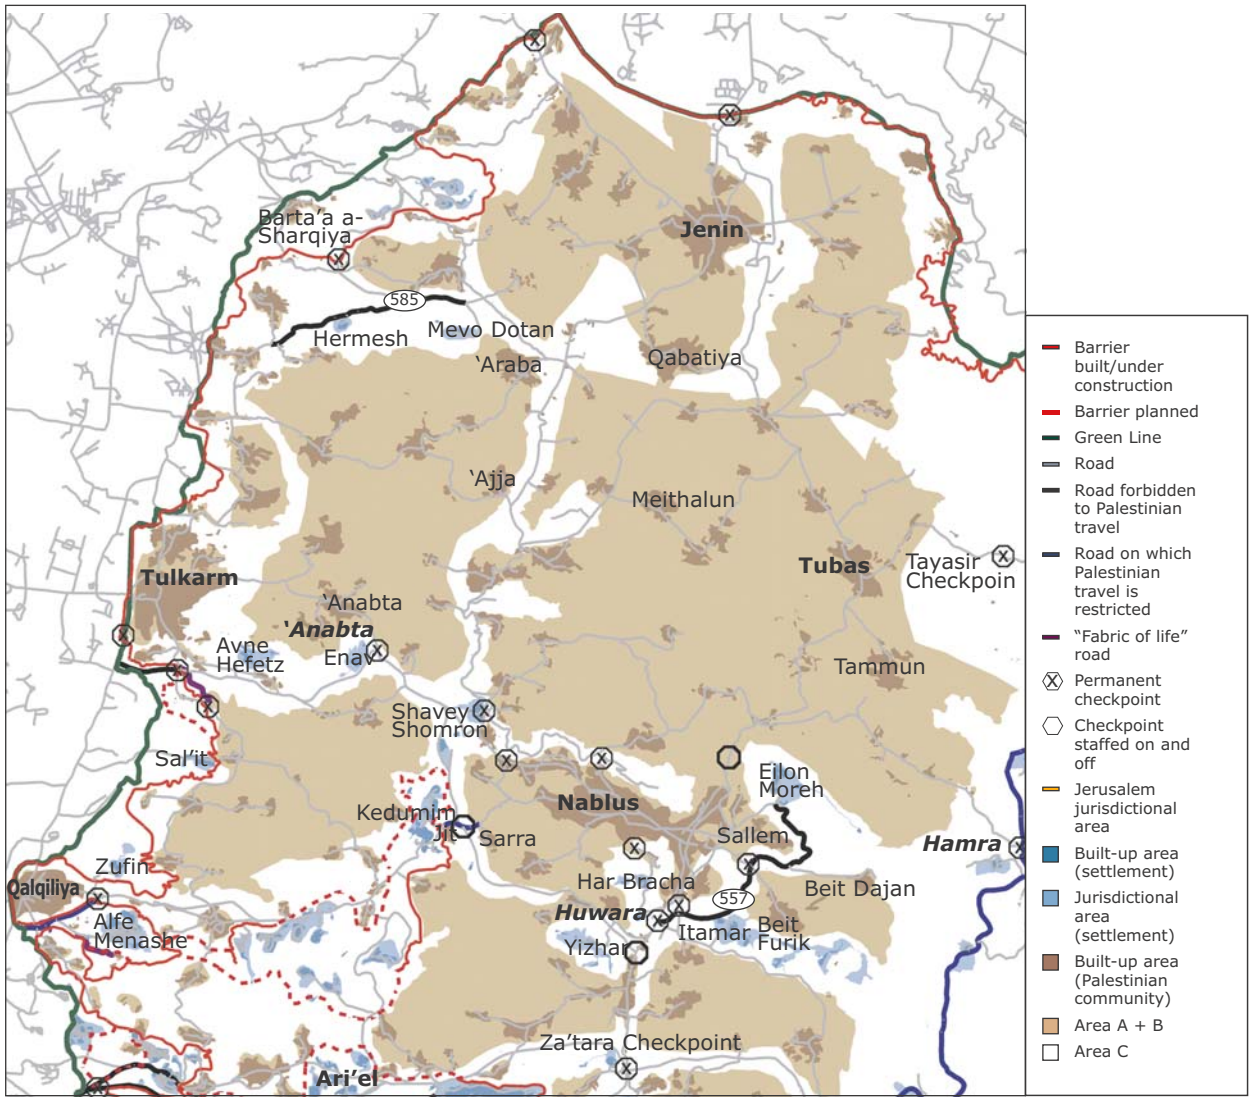 Barta’a a-
Sharqiya
Jenin
585
Hermesh
Mevo Dotan
‘Araba
Qabatiya
‘Ajja
Meithalun
Tulkarm
Tubas
Tayasir
Checkpoin
‘Anabta
‘Anabta
Avne
Hefetz
Enav
Tammun
Shavey
Shomron
Sal’it
Eilon
Moreh
Nablus
Kedumim
Jit
Sarra
Sallem
Hamra
Zufin
Qalqiliya
Har Bracha
557
Beit Dajan
Alfe
Menashe
Huwara
Itamar
Beit
Furik
Yizhar
Za’tara Checkpoint
Ari’el
Barrier
built/under
construction
Barrier planned
Green Line
Road
Road forbidden
to Palestinian
travel
Road on which
Palestinian
travel is
restricted
“Fabric of life”
road
Permanent
checkpoint
Checkpoint
staffed on and
off
Jerusalem
jurisdictional
area
Built-up area
(settlement)
Jurisdictional
area
(settlement)
Built-up area
(Palestinian
community)
Area A + B
Area C